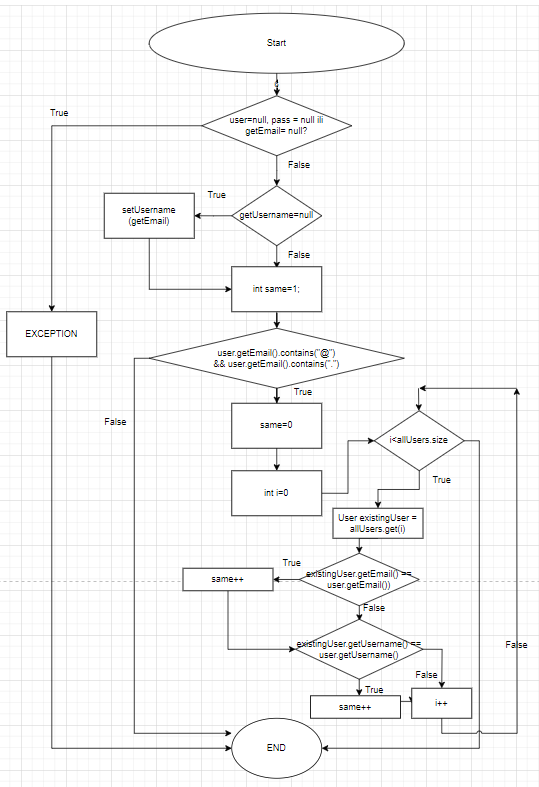 Start
user=null, pass = null ili
getEmail= null?
True
False
getUsername=null
True
setUsername
(getEmail)
False
int same=1;
EXCEPTION
user.getEmail().contains("@")
&& user.getEmail().contains(".")
True
False
same=0
i<allUsers.size
int i=0
True
User existingUser =
allUsers.get(i)
True
existingUser.getEmail() ==
user.getEmail())
same++
False
existingUser.getUsername() ==
user.getUsername()
False
False
True
same++
i++
END